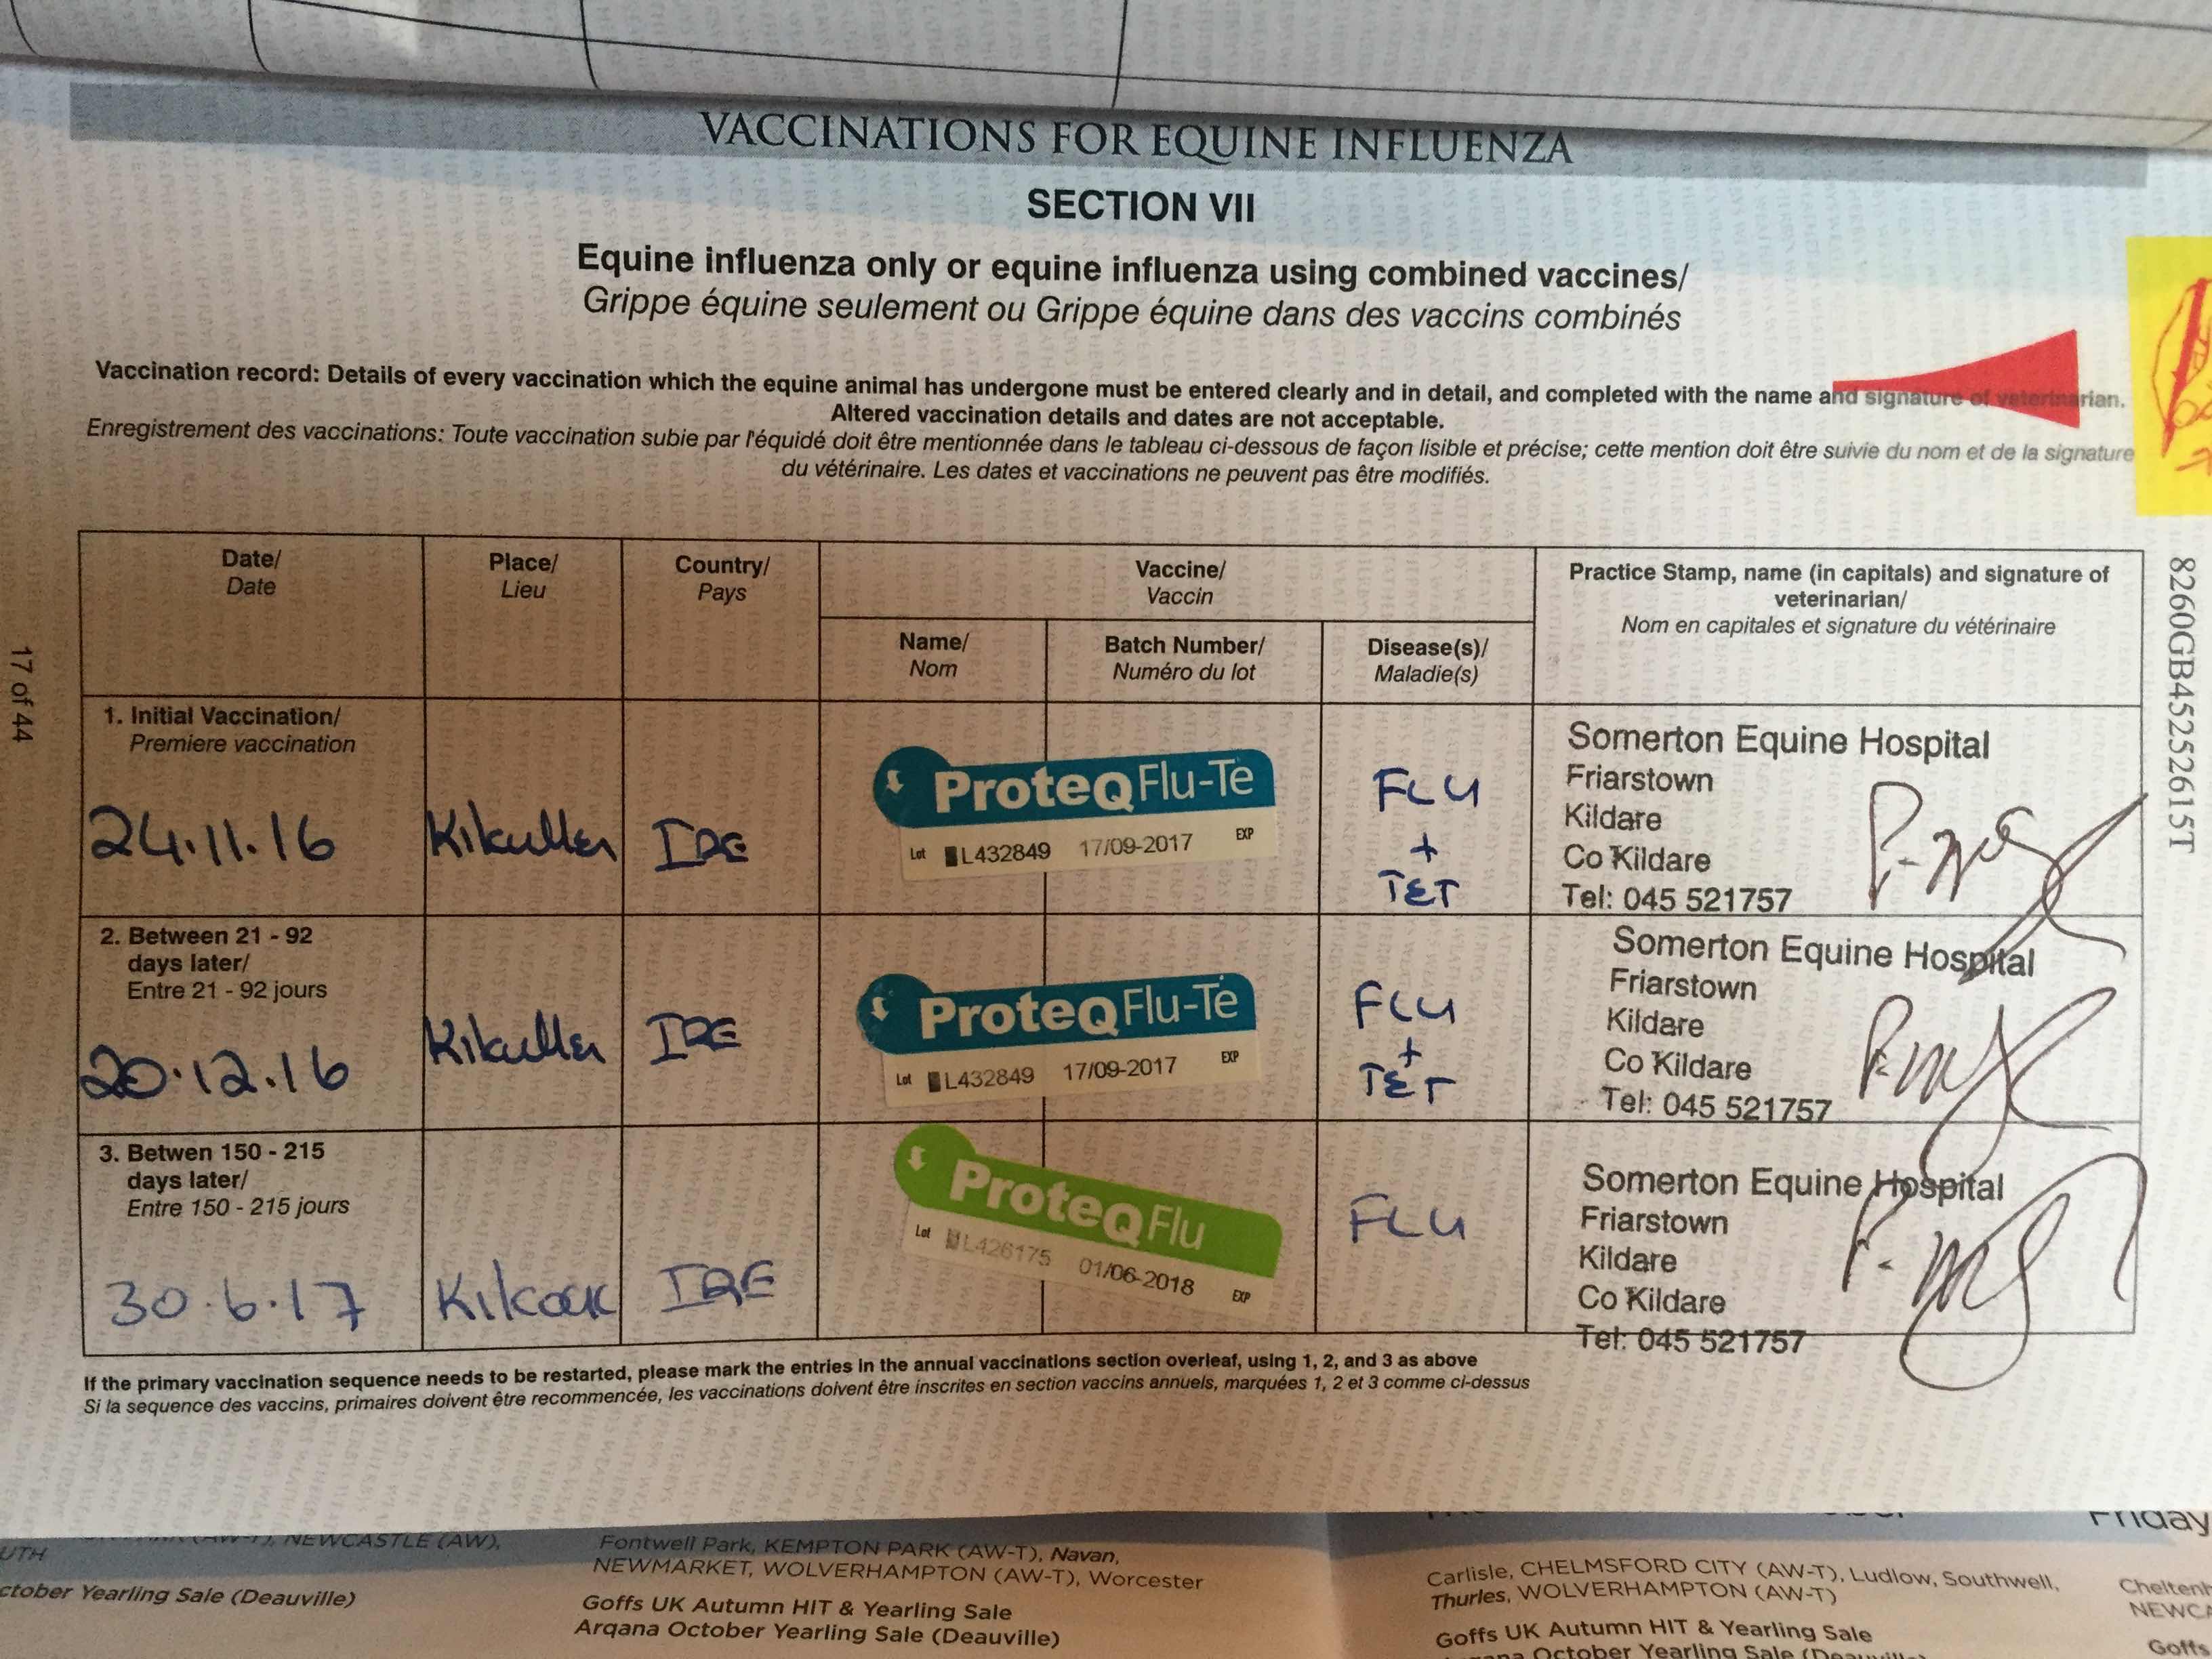 VACCINATIONS FOR EQUINE INFLUENZA
SECTION VII
Equine influenza only or equine influenza using combined vaccines/
Grippe équine seulement ou Grippe équine dans des vaccins combinés
Vaccination record: Details of every vaccination which the equine animal has undergone must be entered clearly and in detail, and completed with the name and signature of veterinarian.
Altered vaccination details and dates are not acceptable.
Enregistrement des vaccinations: Toute vaccination subie par l'équidé doit être mentionnée dans le tableau ci-dessous de façon lisible et précise; cette mention doit être suivie du nom et de la signature
du vétérinaire. Les dates et vaccinations ne peuvent pas être modifiés.
Date/
Date
Place/
Lieu
Country/
Pays
Vaccine/
Vaccin
Name/
Nom
Batch Number/
Numéro du lot
Disease(s)/
Maladie(s)
Practice Stamp, name (in capitals) and signature of
veterinarian/
Nom en capitales et signature du vétérinaire
1. Initial Vaccination/
Premiere vaccination
24.11.16
Kikullen
IRE
ProteqFlu-Te
Lot L432849 17/09-2017 EXP
FLU
+
TET
Somerton Equine Hospital
Friarstown
Kildare
Co Kildare
Tel: 045 521757
2. Between 21 - 92
days later/
Entre 21 - 92 jours
20.12.16
Kikullen
IRE
ProteqFlu-Te
Lot L432849 17/09-2017 EXP
FLU
+
TET
Somerton Equine Hospital
Friarstown
Kildare
Co Kildare
Tel: 045 521757
3. Betwen 150 - 215
days later/
Entre 150 - 215 jours
30.6.17
Kilcock
IRE
ProteqFlu
Lot L426175 01/06-2018 EXP
FLU
Somerton Equine Hospital
Friarstown
Kildare
Co Kildare
Tel: 045 521757
If the primary vaccination sequence needs to be restarted, please mark the entries in the annual vaccinations section overleaf, using 1, 2, and 3 as above
Si la sequence des vaccins, primaires doivent être recommencée, les vaccinations doivent être inscrites en section vaccins annuels, marquées 1, 2 et 3 comme ci-dessus
17 of 44
8260GB45252615T
NEWCASTLE (AW),
UTH
ctober Yearling Sale (Deauville)
Fontwell Park, KEMPTON PARK (AW-T), Navan,
NEWMARKET, WOLVERHAMPTON (AW-T), Worcester
Goffs UK Autumn HIT & Yearling Sale
Arqana October Yearling Sale (Deauville)
Carlisle, CHELMSFORD CITY (AW-T), Ludlow, Southwell,
Thurles, WOLVERHAMPTON (AW-T)
Goffs UK Autumn HIT & Yearling Sale
October Yearling Sale
Friday
Goffs